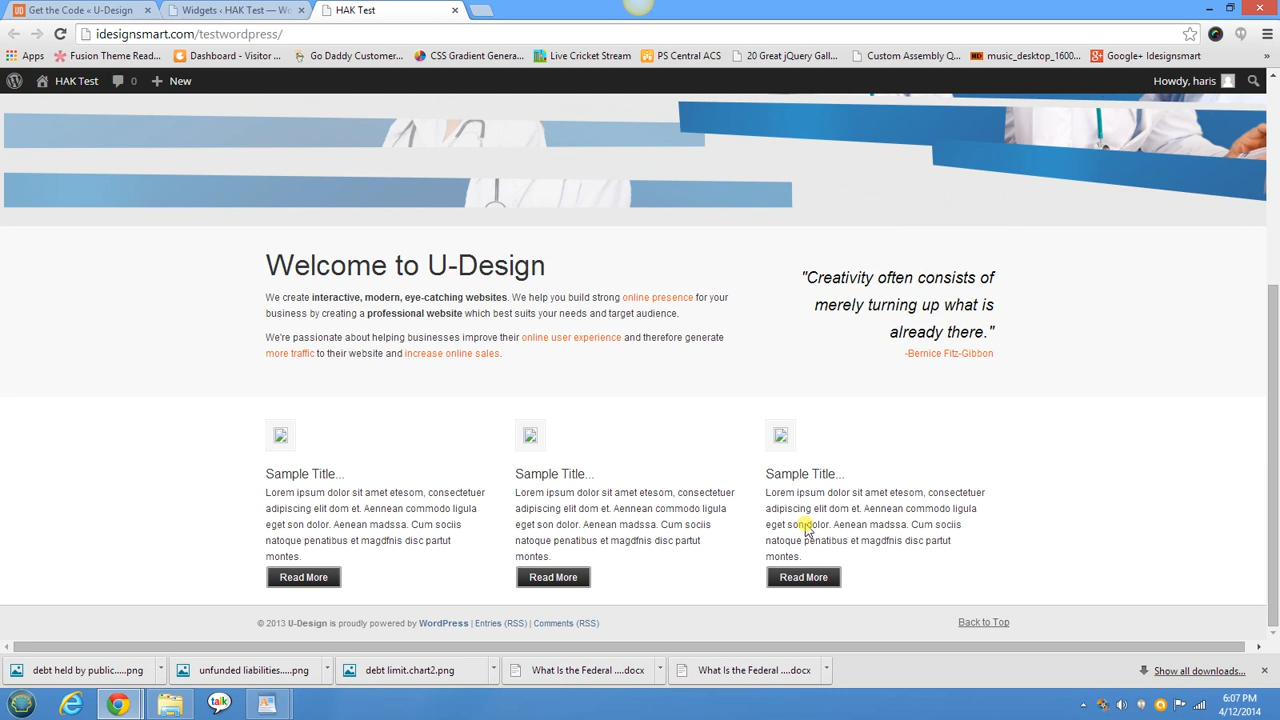 Get the Code « U-Design
Widgets ‹ HAK Test — Wo
HAK Test
idesignsmart.com/testwordpress/
Apps
Fusion Theme Read...
Dashboard - Visitor ...
Go Daddy Customer...
CSS Gradient Genera...
Live Cricket Stream
PS Central ACS
20 Great jQuery Gall...
Custom Assembly Q...
music_desktop_1600...
Google+ Idesignsmart
HAK Test
0
New
Howdy, haris
Welcome to U-Design
We create interactive, modern, eye-catching websites. We help you build strong online presence for your
business by creating a professional website which best suits your needs and target audience.
We're passionate about helping businesses improve their online user experience and therefore generate
more traffic to their website and increase online sales.
"Creativity often consists of
merely turning up what is
already there."
-Bernice Fitz-Gibbon
Sample Title...
Lorem ipsum dolor sit amet etesom, consectetuer
adipiscing elit dom et. Aennean commodo ligula
eget son dolor. Aenean madssa. Cum sociis
natoque penatibus et magdfnis disc partut
montes.
Read More
Sample Title...
Lorem ipsum dolor sit amet etesom, consectetuer
adipiscing elit dom et. Aennean commodo ligula
eget son dolor. Aenean madssa. Cum sociis
natoque penatibus et magdfnis disc partut
montes.
Read More
Sample Title...
Lorem ipsum dolor sit amet etesom, consectetuer
adipiscing elit dom et. Aennean commodo ligula
eget son dolor. Aenean madssa. Cum sociis
natoque penatibus et magdfnis disc partut
montes.
Read More
© 2013 U-Design is proudly powered by WordPress | Entries (RSS) | Comments (RSS)
Back to Top
debt held by public.....png
unfunded liabilities....png
debt limit.chart2.png
What Is the Federal ....docx
What Is the Federal ....docx
Show all downloads...
talk
6:07 PM
4/12/2014